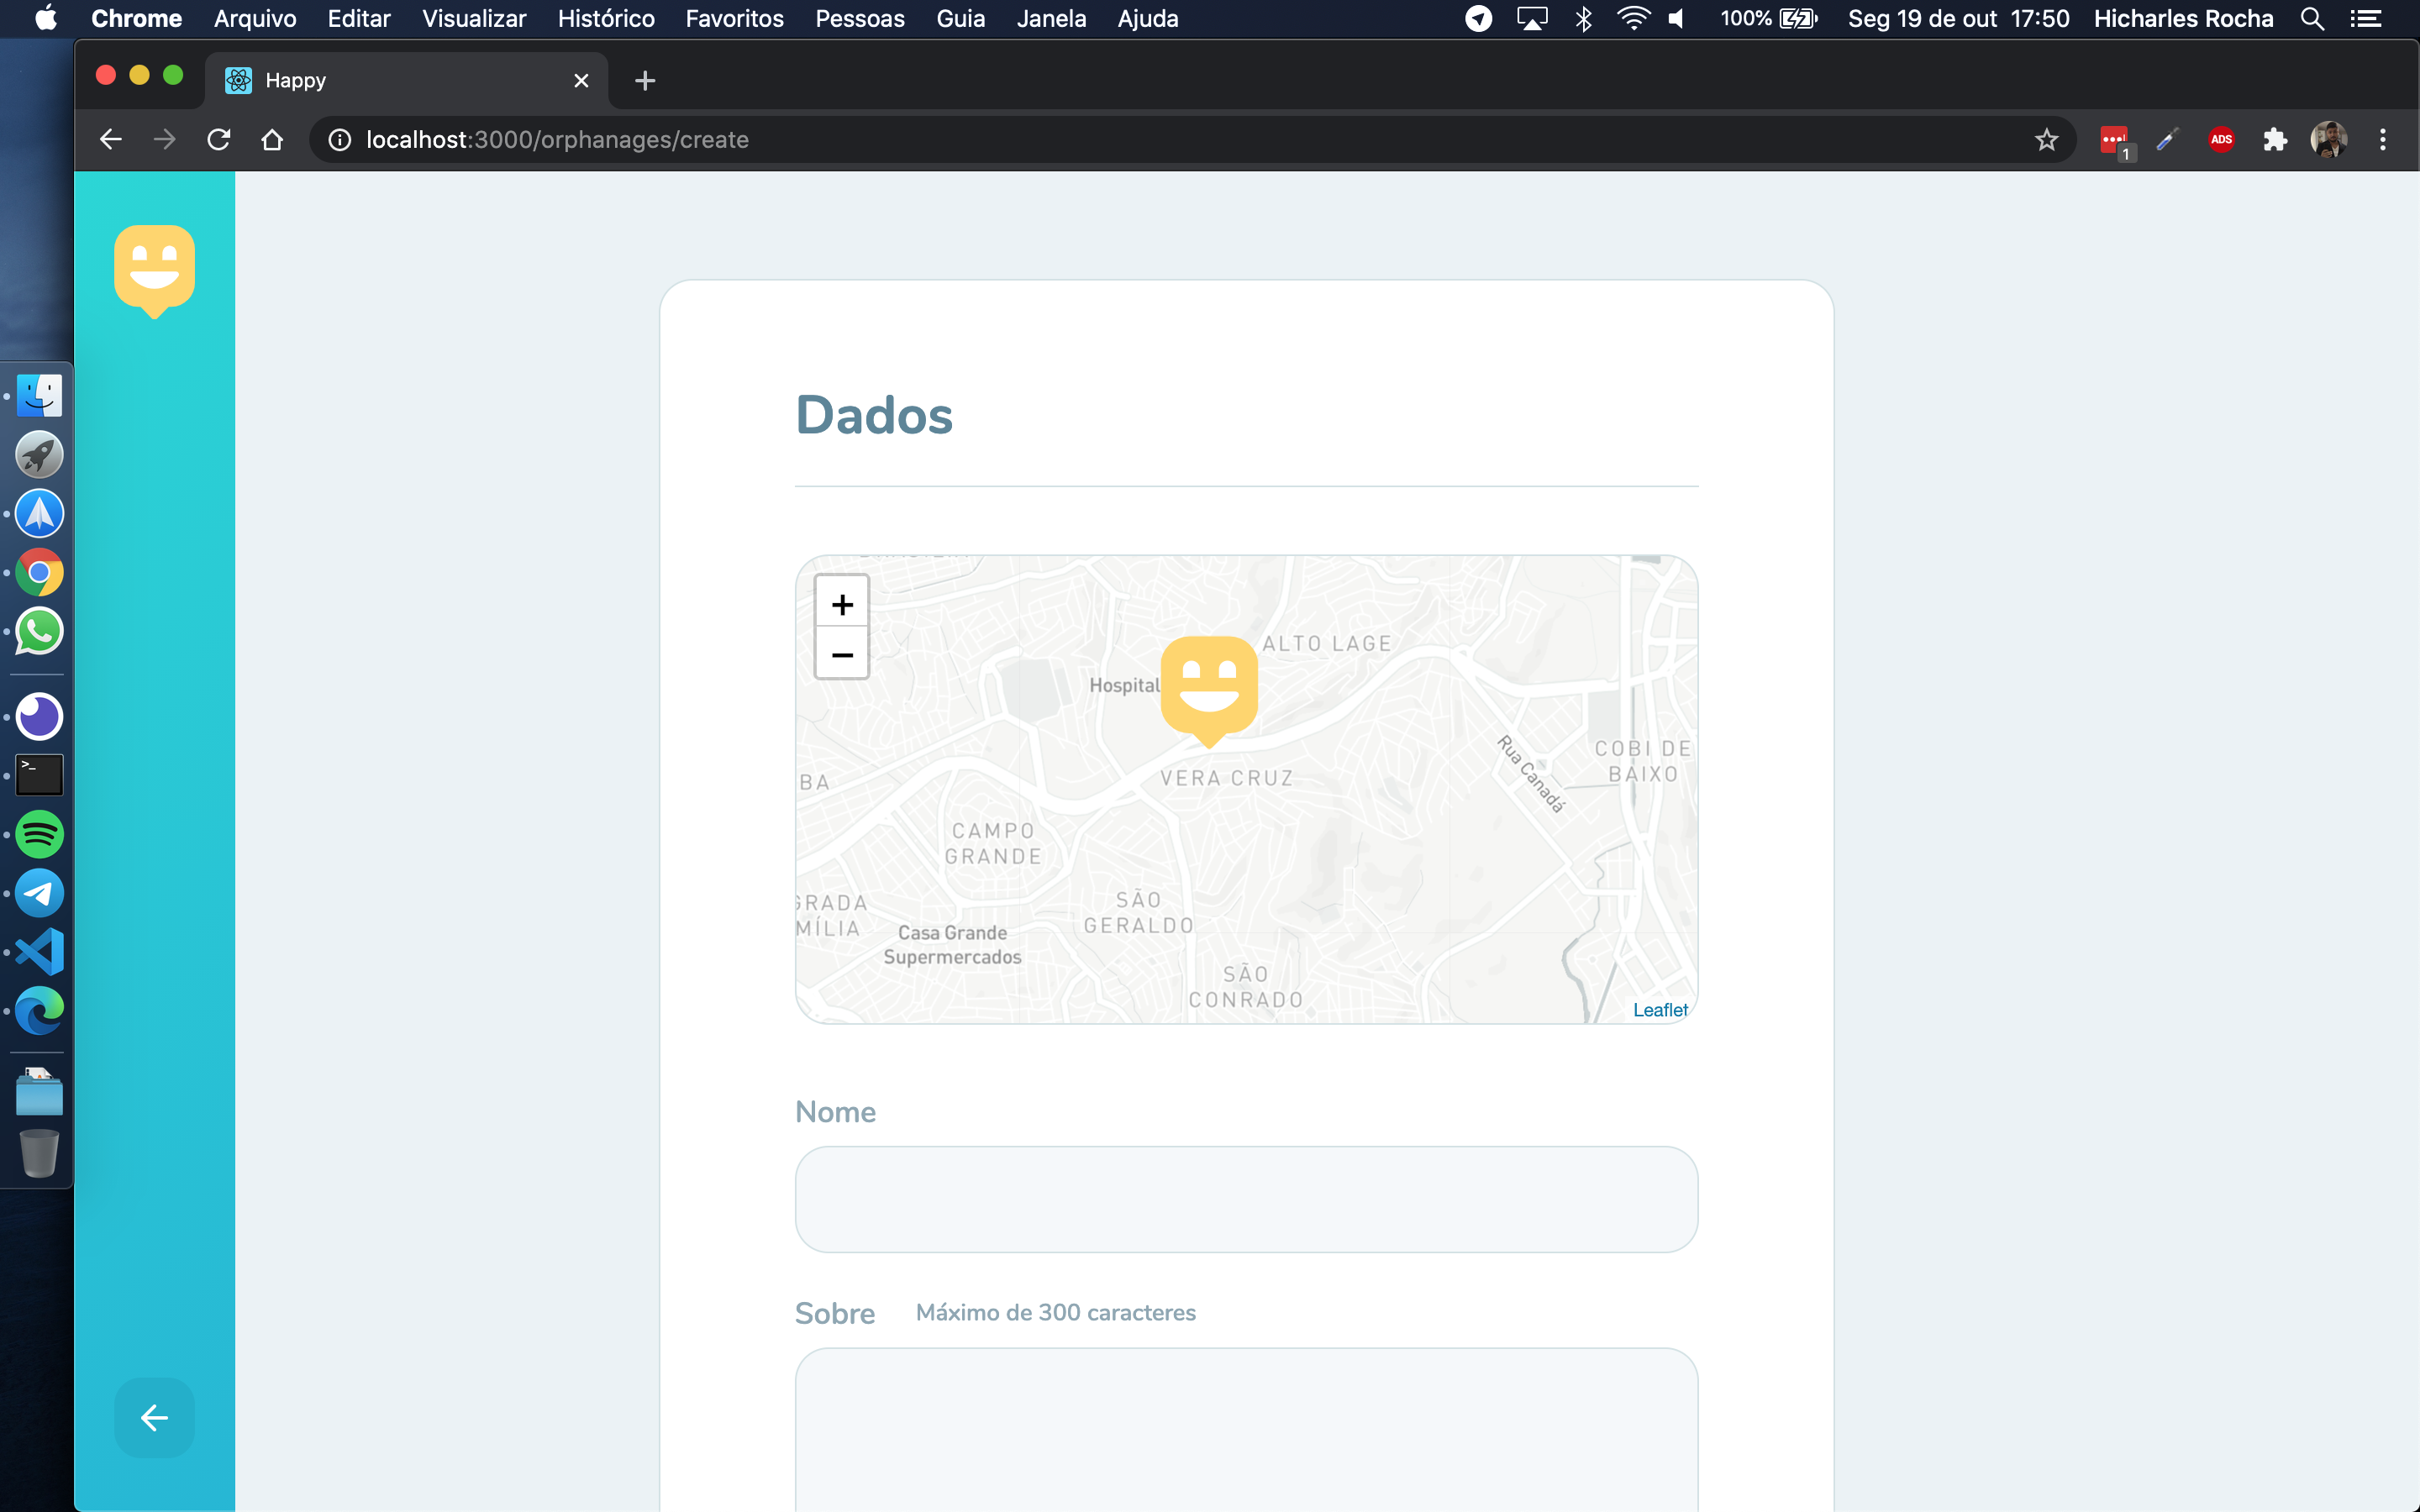 Chrome Arquivo Editar Visualizar Histórico Favoritos Pessoas Guia Janela Ajuda 100% Seg 19 de out 17:50 Hicharles Rocha
Happy
localhost:3000/orphanages/create
1
ADS
Dados
+
−
ALTO LAGE
Hospital
COBI DE
BAIXO
Rua Canadá
VERA CRUZ
BA
CAMPO
GRANDE
SÃO
GERALDO
GRADA
MÍLIA
Casa Grande
Supermercados
SÃO
CONRADO
Leaflet
Nome
Sobre Máximo de 300 caracteres